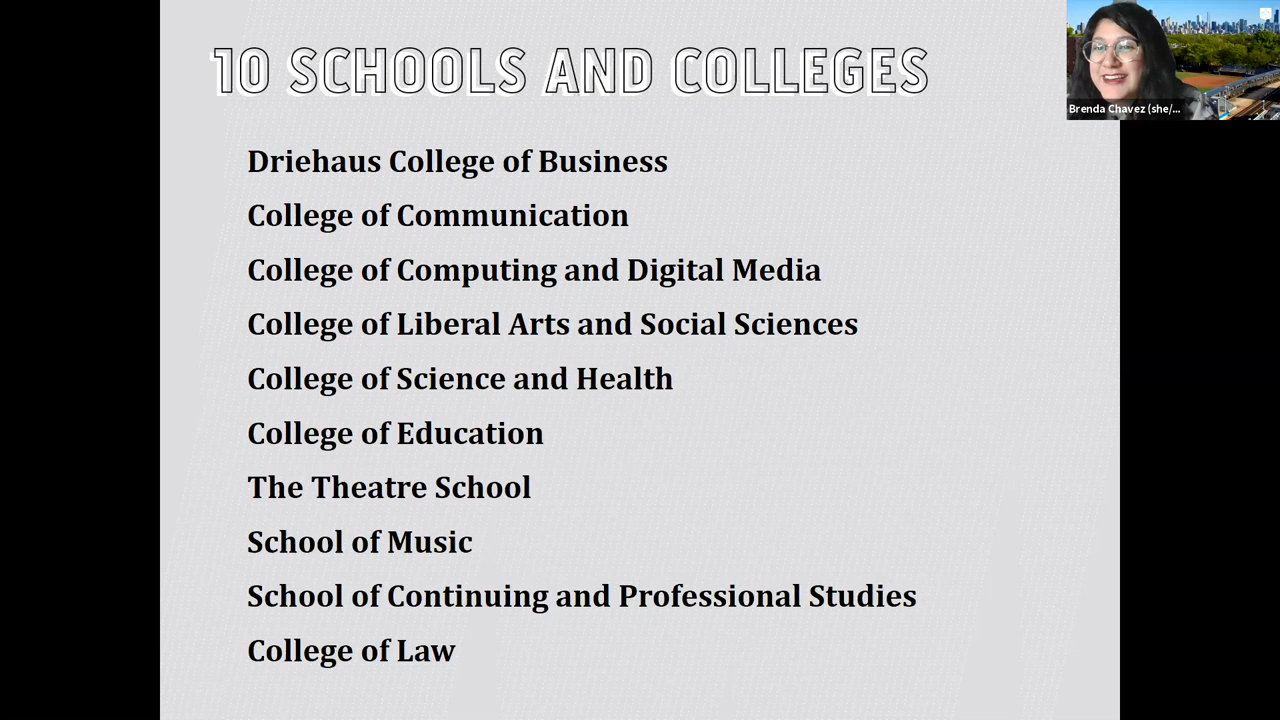 10 SCHOOLS AND COLLEGES
Driehaus College of Business
College of Communication
College of Computing and Digital Media
College of Liberal Arts and Social Sciences
College of Science and Health
College of Education
The Theatre School
School of Music
School of Continuing and Professional Studies
College of Law
Brenda Chavez (she/...